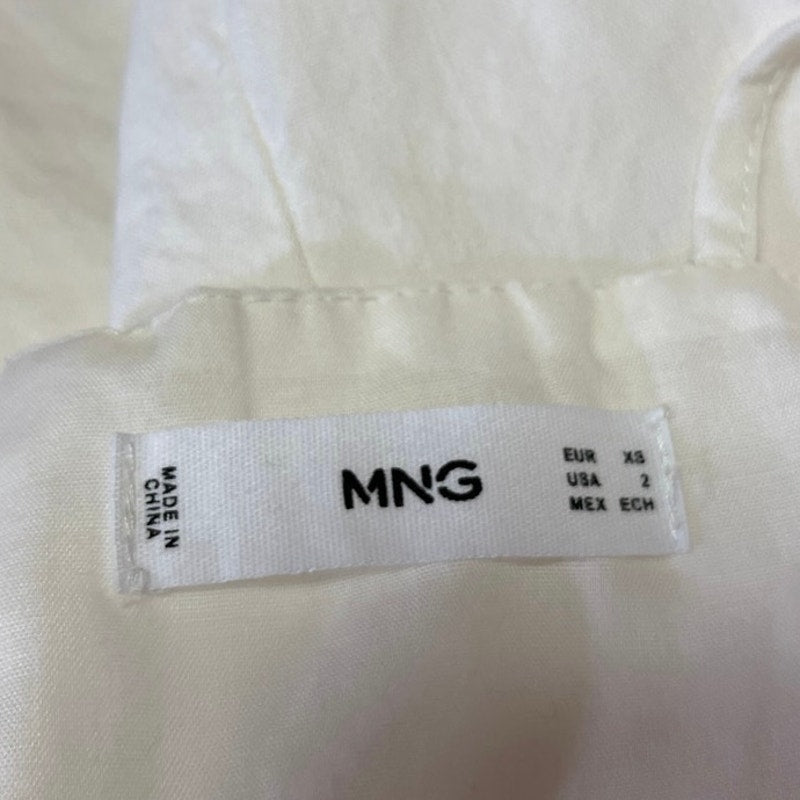 MADE IN
CHINA
MNG
EUR XS
USA 2
MEX ECH